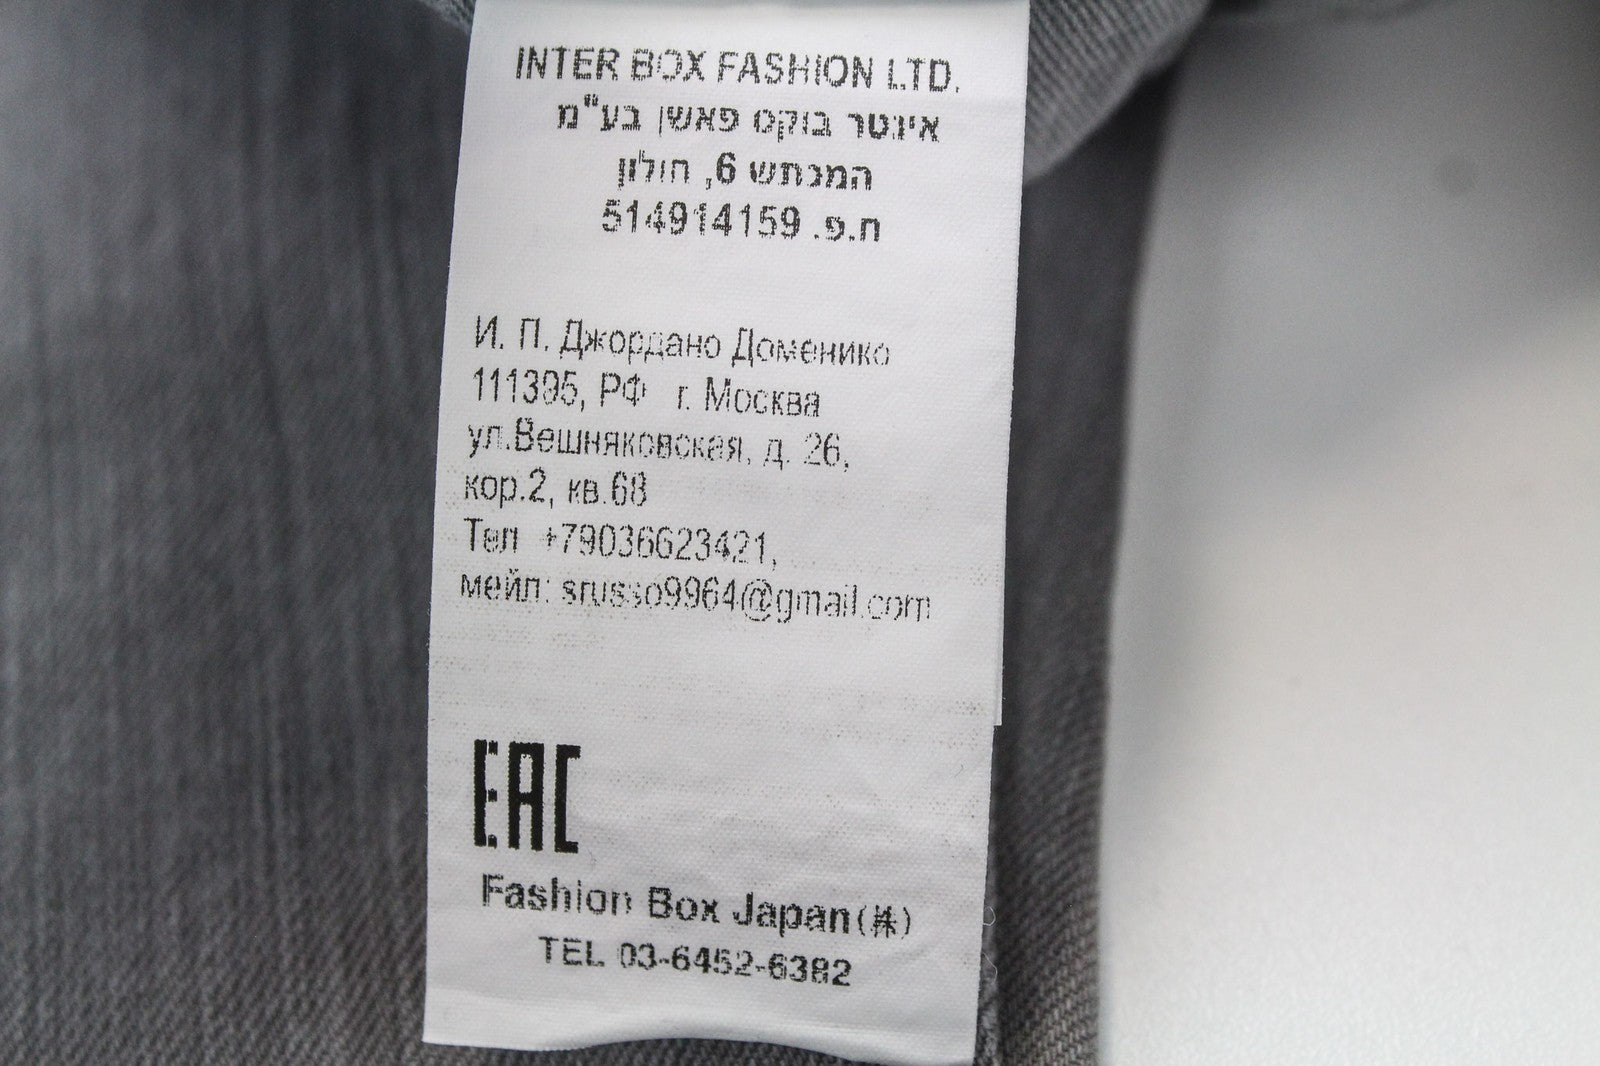 INTER BOX FASHION LTD.
אינטר בוקס פאשן בע"מ
המכתש 6, חולון
ח.פ. 514914159
И. П. Джордано Доменико
111395, РФ г. Москва
ул.Вешняковская, д. 26,
кор.2, кв.68
Тел +79036623421,
мейл: srusso9964@gmail.com
EAC
Fashion Box Japan(株)
TEL 03-6452-6382